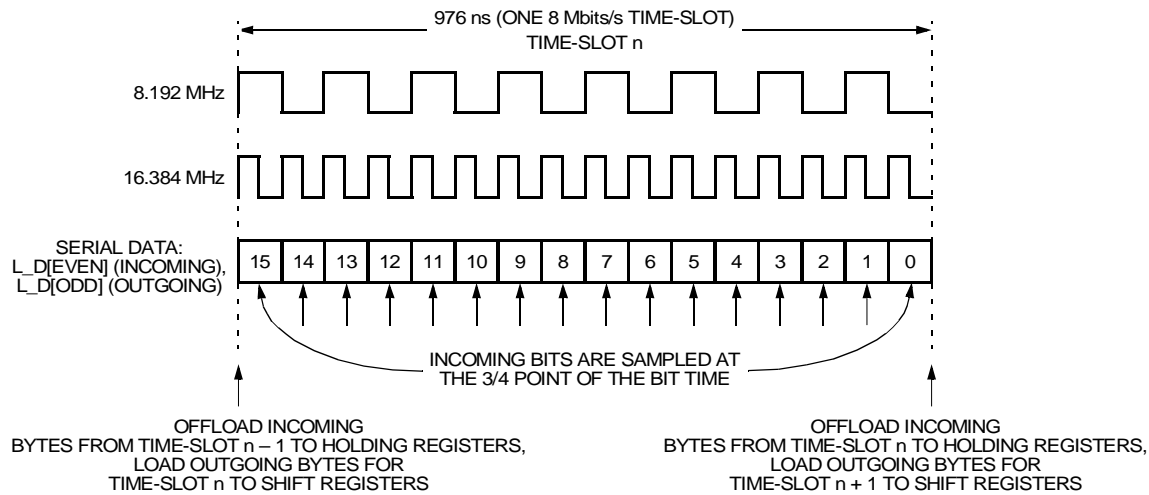 976 ns (ONE 8 Mbits/s TIME-SLOT)
TIME-SLOT n
8.192 MHz
16.384 MHz
SERIAL DATA:
L_D[EVEN] (INCOMING),
L_D[ODD] (OUTGOING)
15 14 13 12 11 10 9 8 7 6 5 4 3 2 1 0
INCOMING BITS ARE SAMPLED AT
THE 3/4 POINT OF THE BIT TIME
OFFLOAD INCOMING
BYTES FROM TIME-SLOT n – 1 TO HOLDING REGISTERS,
LOAD OUTGOING BYTES FOR
TIME-SLOT n TO SHIFT REGISTERS
OFFLOAD INCOMING
BYTES FROM TIME-SLOT n TO HOLDING REGISTERS,
LOAD OUTGOING BYTES FOR
TIME-SLOT n + 1 TO SHIFT REGISTERS